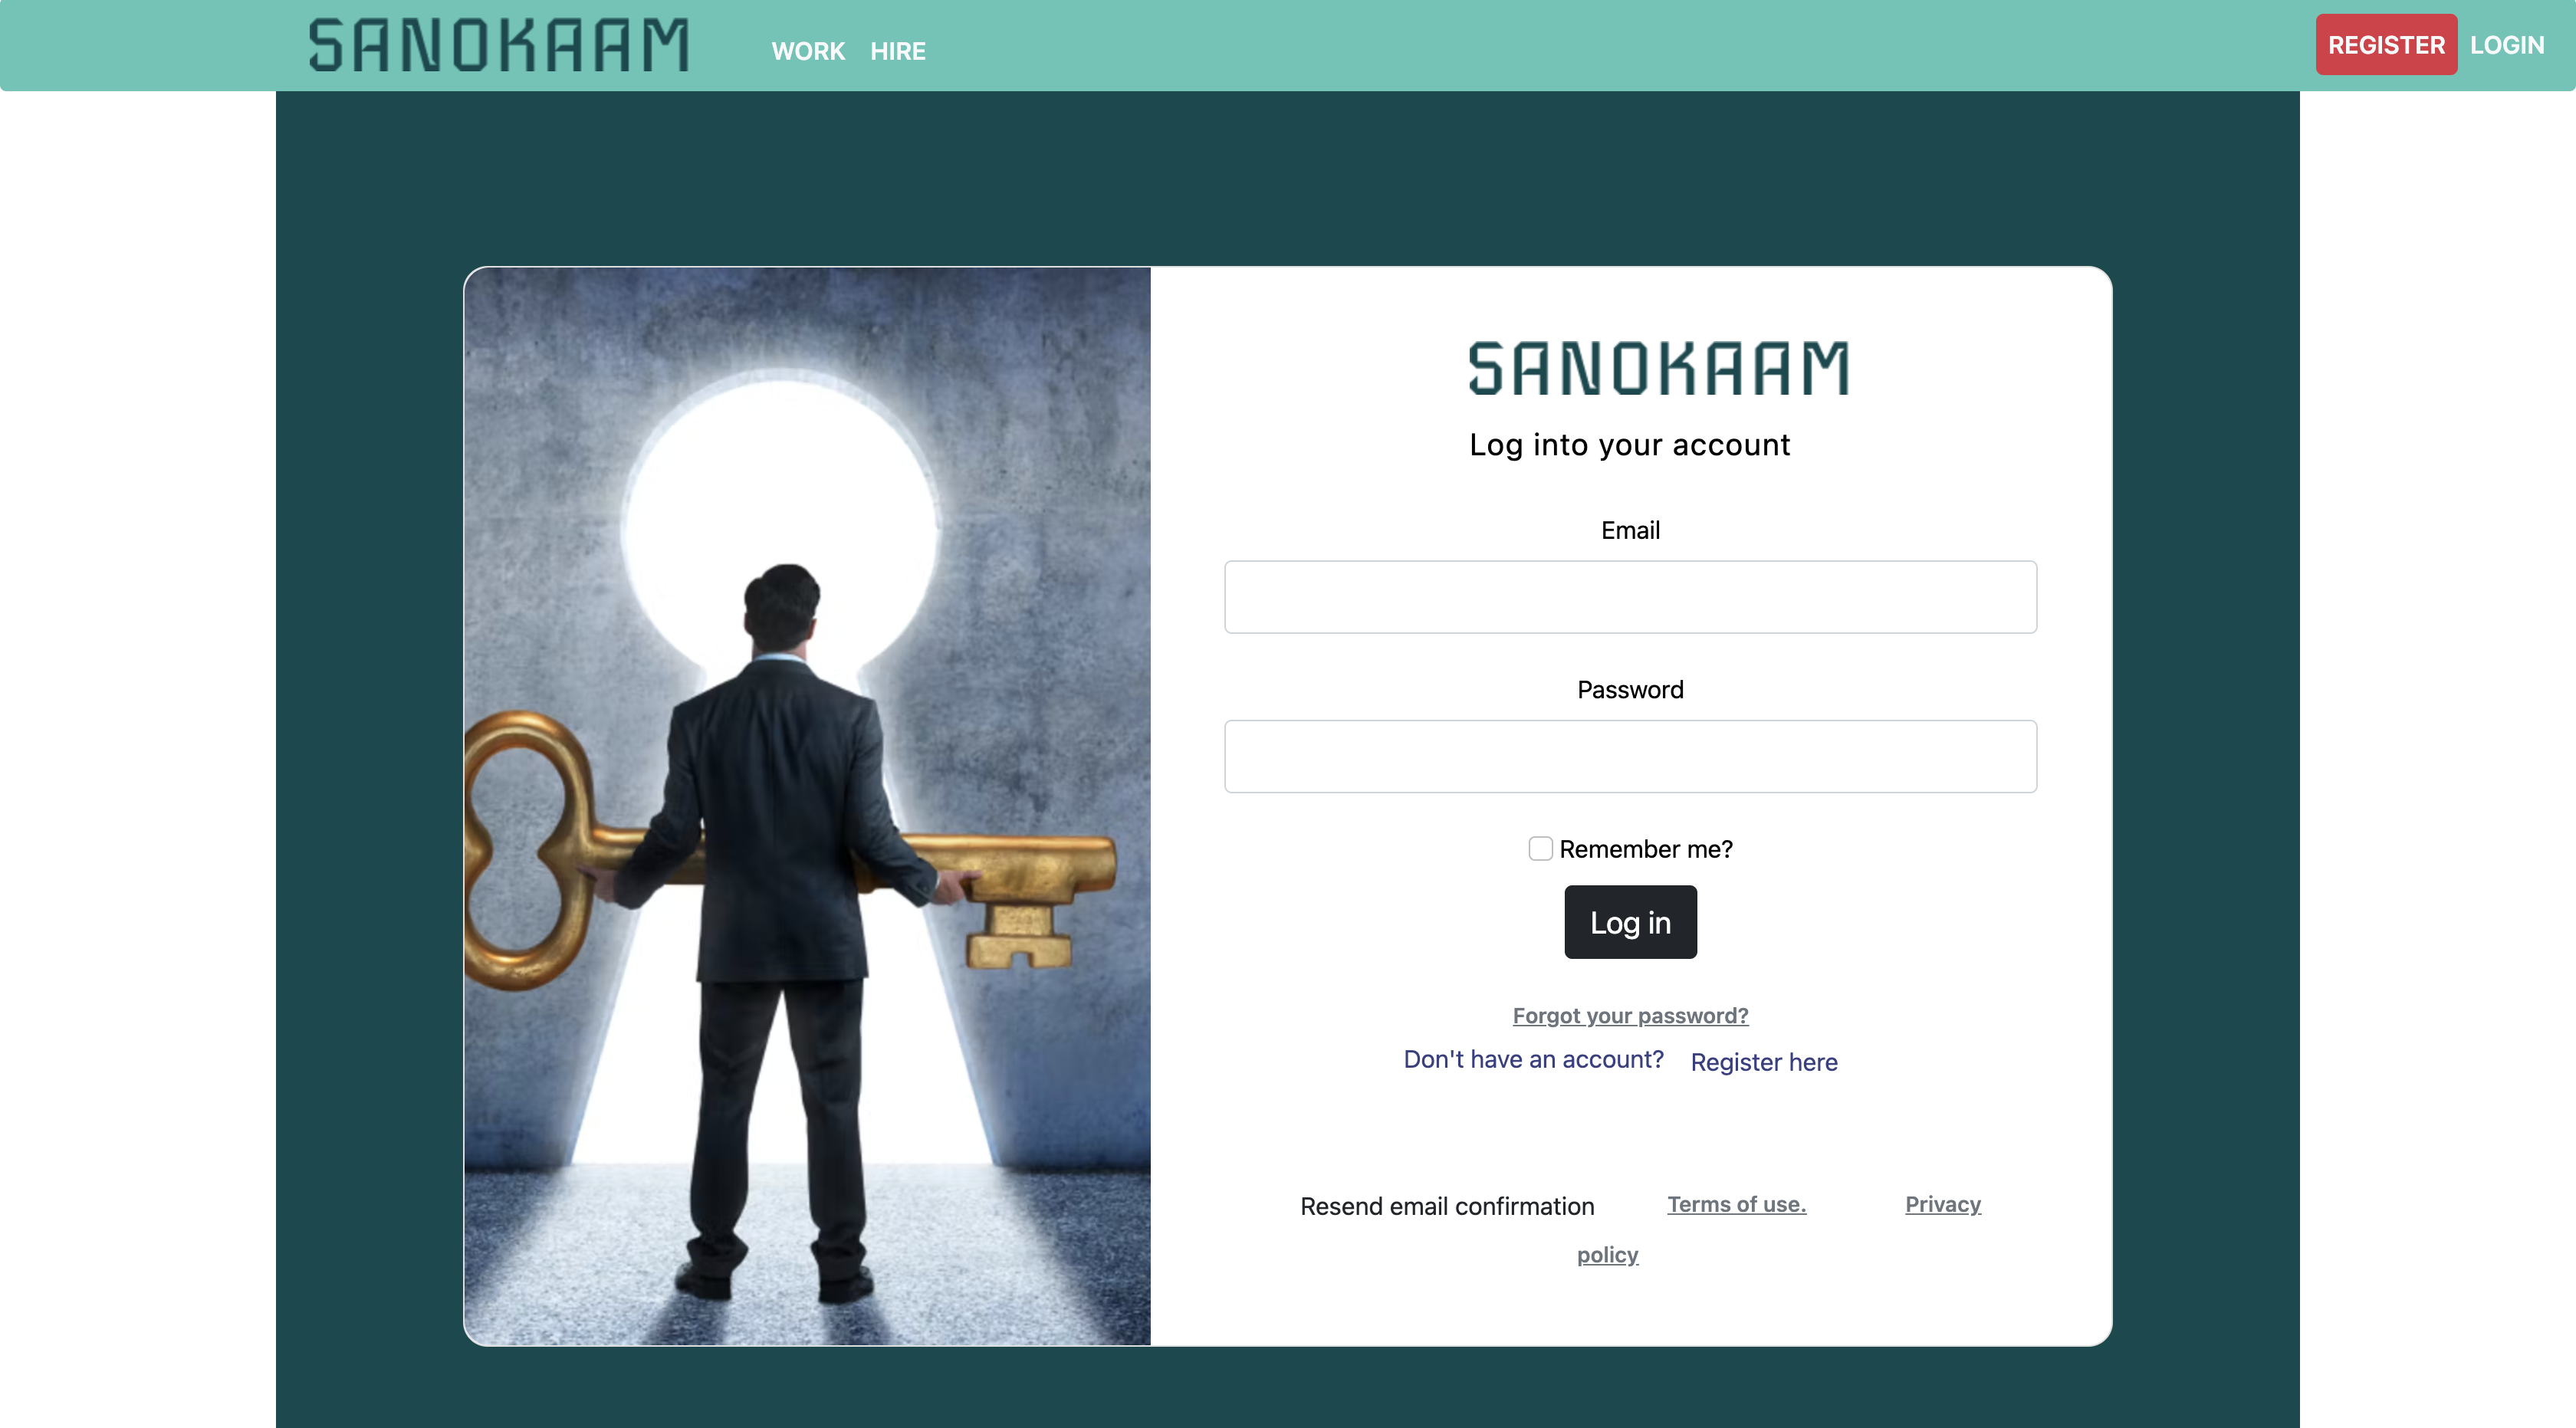 SANOKAAM WORK HIRE REGISTER LOGIN
SANOKAAM
Log into your account
Email
Password
Remember me?
Log in
Forgot your password?
Don't have an account? Register here
Resend email confirmation Terms of use. Privacy
policy